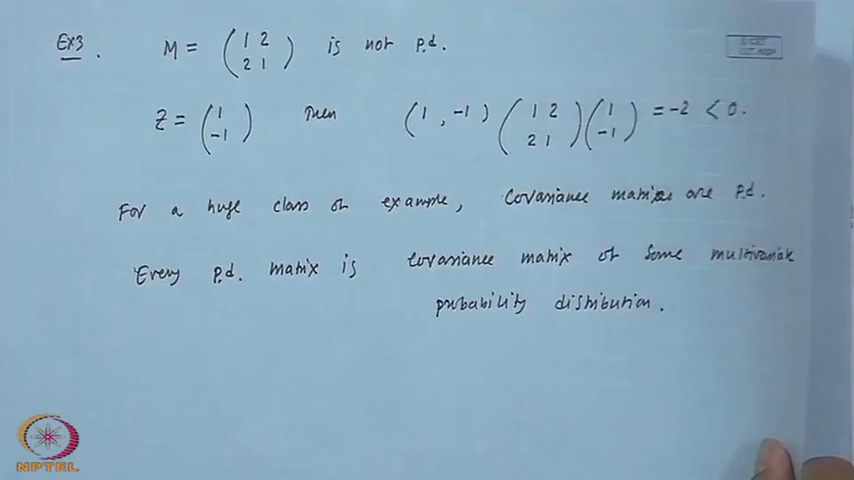 Ex3. M = (1 2 2 1) is not p.d.
Z = (1 -1) Then (1, -1) (1 2 2 1) (1 -1) = -2 < 0.
For a huge class of example, Covariance matrices are p.d.
Every p.d. matrix is covariance matrix of some multivariate
probability distribution.
NPTEL